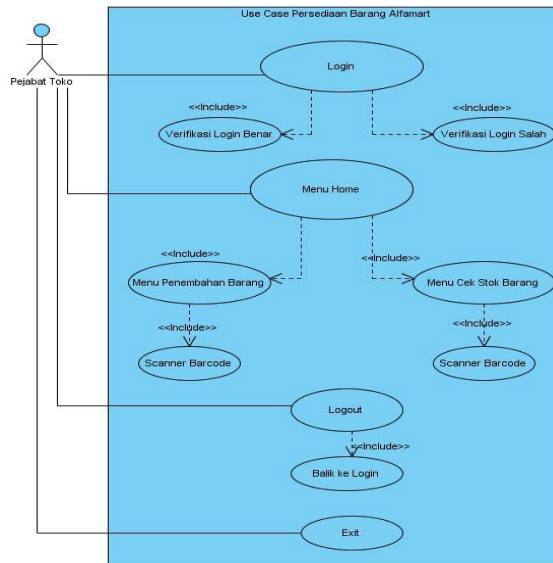 Use Case Persediaan Barang Alfamart
Pejabat Toko
Login
<<Include>>
<<Include>>
Verifikasi Login Benar
Verifikasi Login Salah
Menu Home
<<Include>>
<<Include>>
Menu Penembahan Barang
Menu Cek Stok Barang
<<Include>>
<<Include>>
Scanner Barcode
Scanner Barcode
Logout
<<Include>>
Balik ke Login
Exit